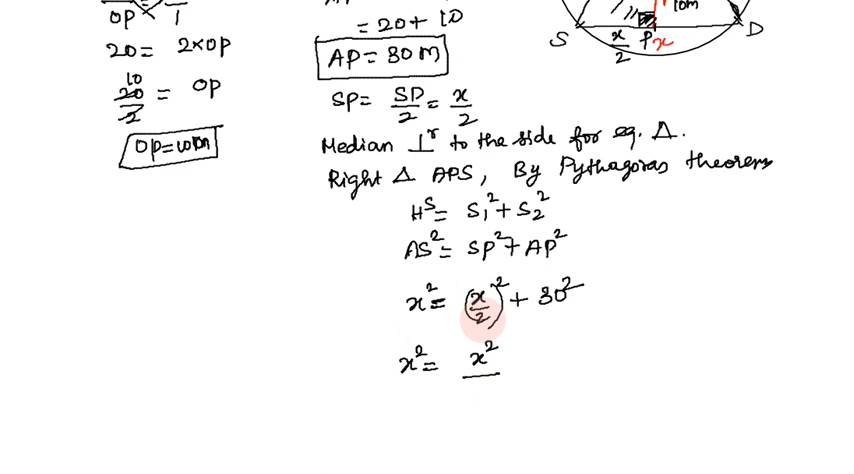 OP 1
20 = 2×OP
10
20/2 = OP
OP = 10m
= 20 + 10
AP = 30 m
SP = SD/2 = x/2
Median ⊥ʳ to the side for eq. Δ.
Right Δ APS, By Pythagoras theorem
H^S = S₁² + S₂²
AS² = SP² + AP²
x² = (x/2)² + 30²
x² = x²
10m
S x/2 P x D